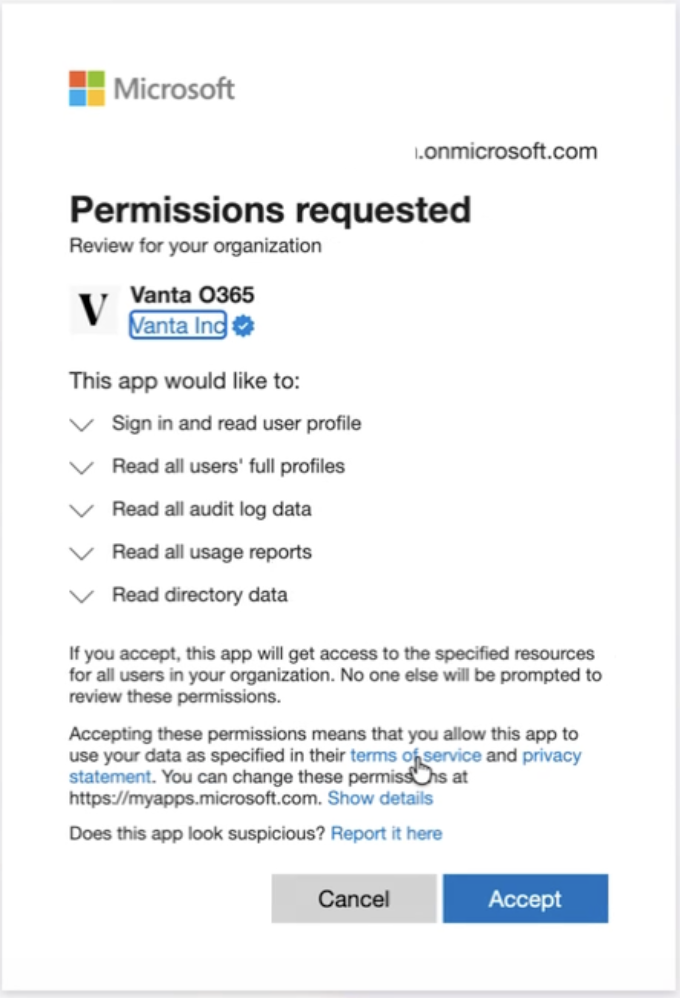 Microsoft
.onmicrosoft.com
Permissions requested
Review for your organization
V
Vanta O365
Vanta Inc
This app would like to:
Sign in and read user profile
Read all users' full profiles
Read all audit log data
Read all usage reports
Read directory data
If you accept, this app will get access to the specified resources
for all users in your organization. No one else will be prompted to
review these permissions.
Accepting these permissions means that you allow this app to
use your data as specified in their terms of service and privacy
statement. You can change these permissions at
https://myapps.microsoft.com. Show details
Does this app look suspicious? Report it here
Cancel
Accept